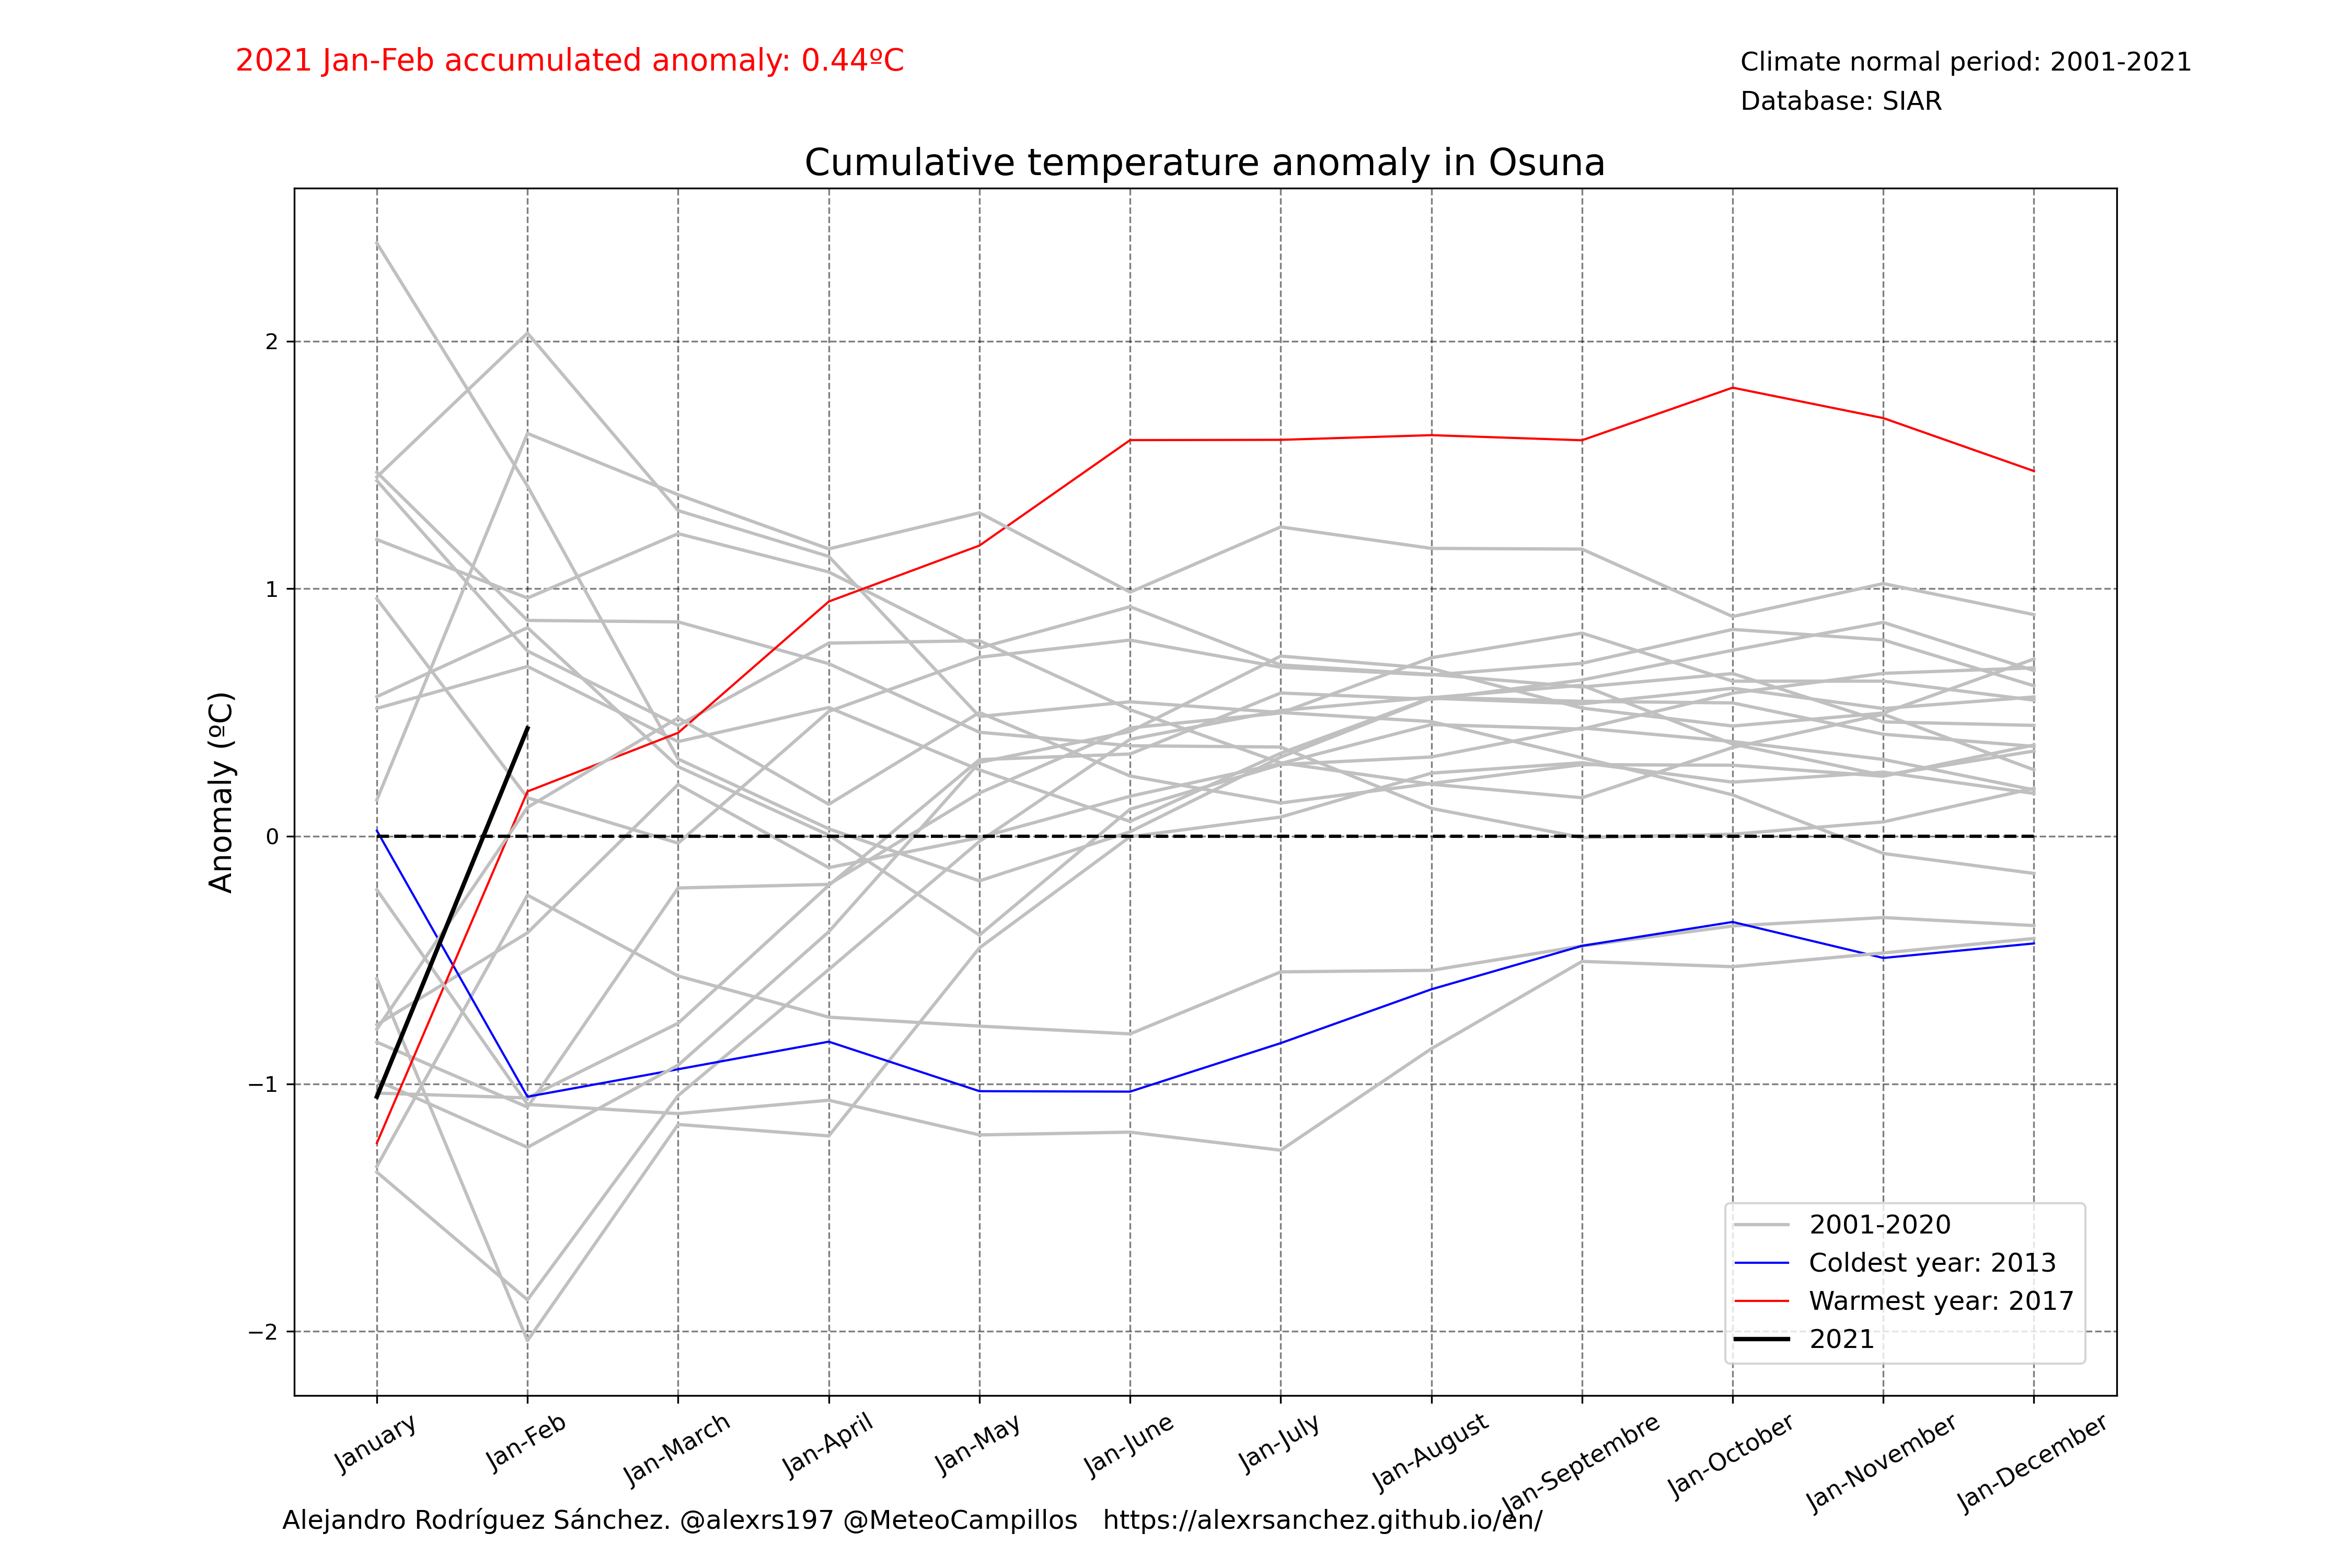 2021 Jan-Feb accumulated anomaly: 0.44ºC
Climate normal period: 2001-2021
Database: SIAR
Cumulative temperature anomaly in Osuna
Anomaly (ºC)
2
1
0
−1
−2
2001-2020
Coldest year: 2013
Warmest year: 2017
2021
January
Jan-Feb
Jan-March
Jan-April
Jan-May
Jan-June
Jan-July
Jan-August
Jan-Septembre
Jan-October
Jan-November
Jan-December
Alejandro Rodríguez Sánchez. @alexrs197 @MeteoCampillos https://alexrsanchez.github.io/en/